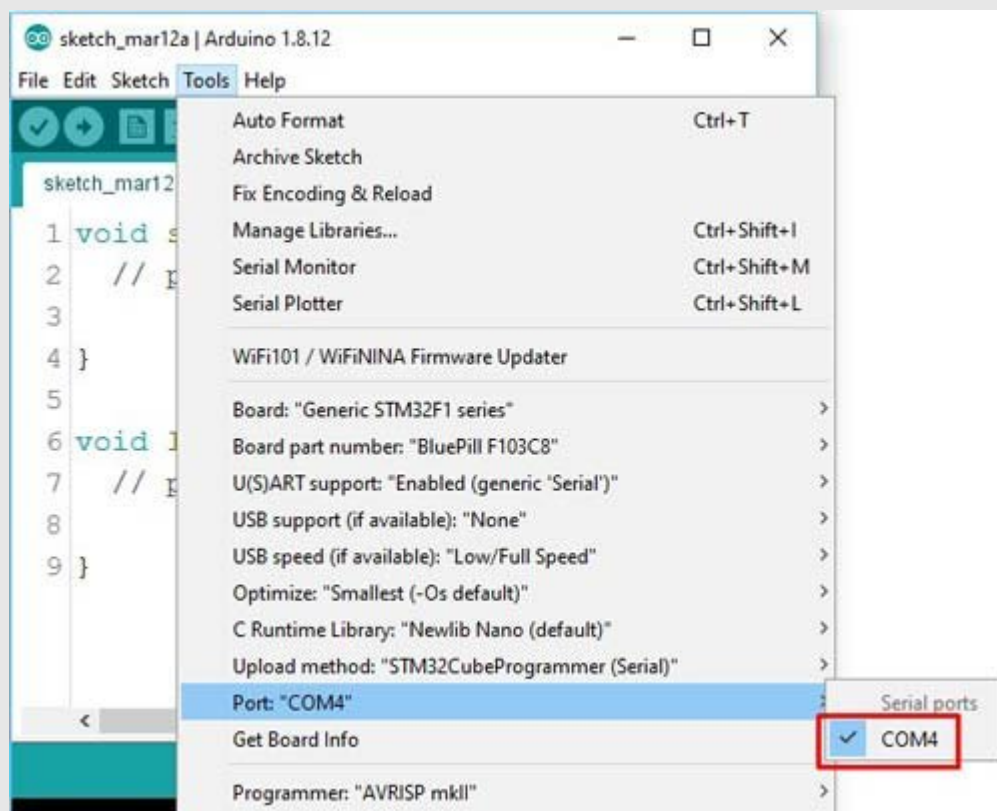 sketch_mar12a | Arduino 1.8.12
File Edit Sketch Tools Help
Auto Format Ctrl+T
Archive Sketch
sketch_mar12
Fix Encoding & Reload
1 void s
Manage Libraries... Ctrl+Shift+I
2 // p
Serial Monitor Ctrl+Shift+M
3
Serial Plotter Ctrl+Shift+L
4 }
WiFi101 / WiFiNINA Firmware Updater
5
Board: "Generic STM32F1 series"
6 void l
Board part number: "BluePill F103C8"
7 // p
U(S)ART support: "Enabled (generic 'Serial')"
8
USB support (if available): "None"
9 }
USB speed (if available): "Low/Full Speed"
Optimize: "Smallest (-Os default)"
C Runtime Library: "Newlib Nano (default)"
Upload method: "STM32CubeProgrammer (Serial)"
Port: "COM4"
Serial ports
COM4
Get Board Info
Programmer: "AVRISP mkII"